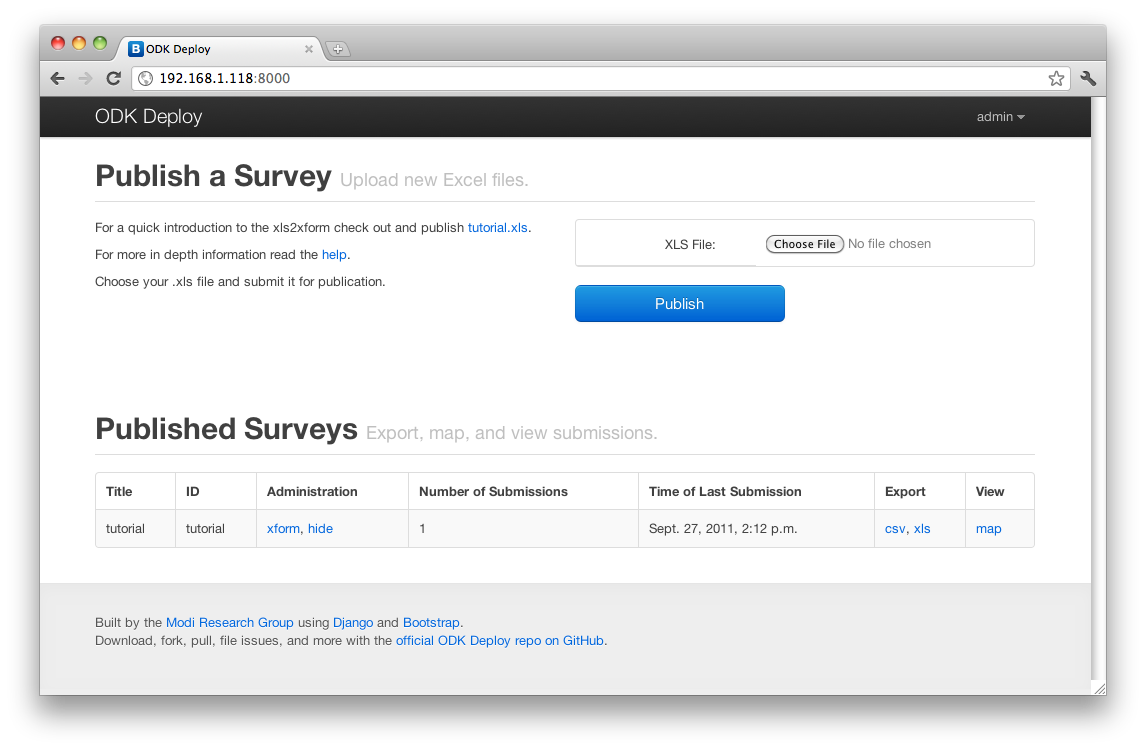 ODK Deploy
192.168.1.118:8000
ODK Deploy
admin
Publish a Survey Upload new Excel files.
For a quick introduction to the xls2xform check out and publish tutorial.xls.
For more in depth information read the help.
Choose your .xls file and submit it for publication.
XLS File: Choose File No file chosen
Publish
Published Surveys Export, map, and view submissions.
Title ID Administration Number of Submissions Time of Last Submission Export View
tutorial tutorial xform, hide 1 Sept. 27, 2011, 2:12 p.m. csv, xls map
Built by the Modi Research Group using Django and Bootstrap.
Download, fork, pull, file issues, and more with the official ODK Deploy repo on GitHub.